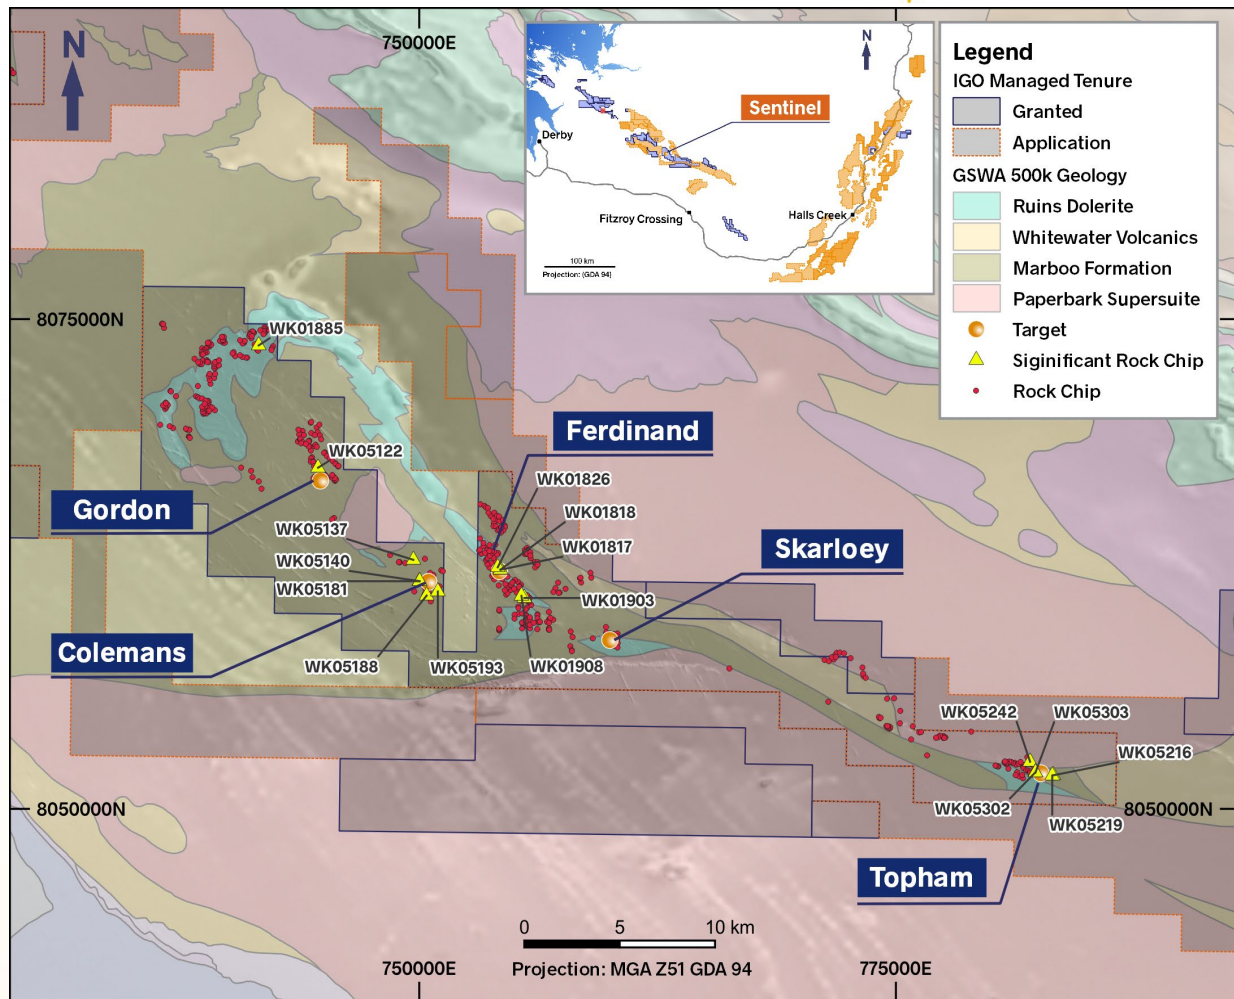 N
750000E
8075000N
WK01885
WK05122
Gordon
WK05137
WK05140
WK05181
Colemans
WK05188
WK05193
Ferdinand
WK01826
WK01818
WK01817
WK01903
WK01908
Skarloey
WK05242
WK05303
WK05216
WK05302
WK05219
Topham
8050000N
8050000N
0 5 10 km
Projection: MGA Z51 GDA 94
750000E
775000E
N
Sentinel
Derby
Fitzroy Crossing
Halls Creek
100 km
Projection: (GDA 94)
Legend
IGO Managed Tenure
Granted
Application
GSWA 500k Geology
Ruins Dolerite
Whitewater Volcanics
Marboo Formation
Paperbark Supersuite
Target
Siginificant Rock Chip
Rock Chip